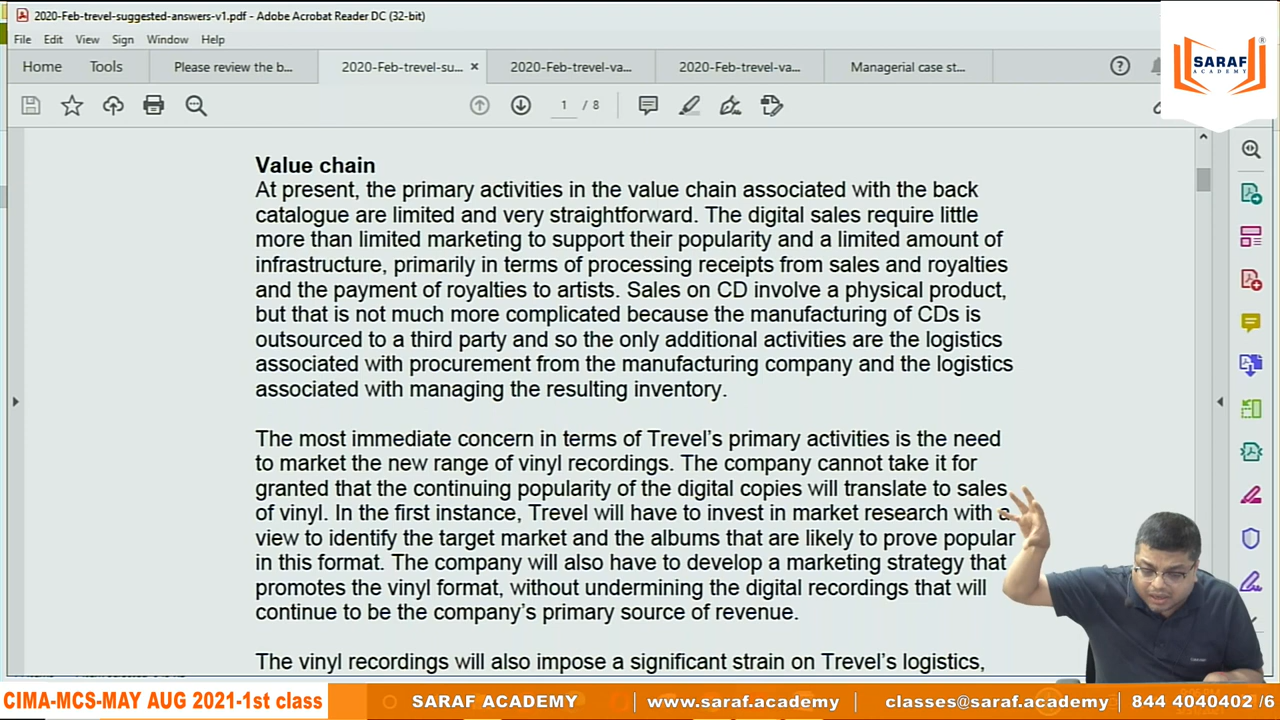 2020-Feb-trevel-suggested-answers-v1.pdf - Adobe Acrobat Reader DC (32-bit)
File Edit View Sign Window Help
Home Tools Please review the b... 2020-Feb-trevel-su... × 2020-Feb-trevel-va... 2020-Feb-trevel-va... Managerial case st...
1 / 8
SARAF
ACADEMY
Value chain
At present, the primary activities in the value chain associated with the back
catalogue are limited and very straightforward. The digital sales require little
more than limited marketing to support their popularity and a limited amount of
infrastructure, primarily in terms of processing receipts from sales and royalties
and the payment of royalties to artists. Sales on CD involve a physical product,
but that is not much more complicated because the manufacturing of CDs is
outsourced to a third party and so the only additional activities are the logistics
associated with procurement from the manufacturing company and the logistics
associated with managing the resulting inventory.
The most immediate concern in terms of Trevel’s primary activities is the need
to market the new range of vinyl recordings. The company cannot take it for
granted that the continuing popularity of the digital copies will translate to sales
of vinyl. In the first instance, Trevel will have to invest in market research with a
view to identify the target market and the albums that are likely to prove popular
in this format. The company will also have to develop a marketing strategy that
promotes the vinyl format, without undermining the digital recordings that will
continue to be the company’s primary source of revenue.
The vinyl recordings will also impose a significant strain on Trevel’s logistics,
CIMA-MCS-MAY AUG 2021-1st class SARAF ACADEMY www.saraf.academy classes@saraf.academy 844 4040402 /6